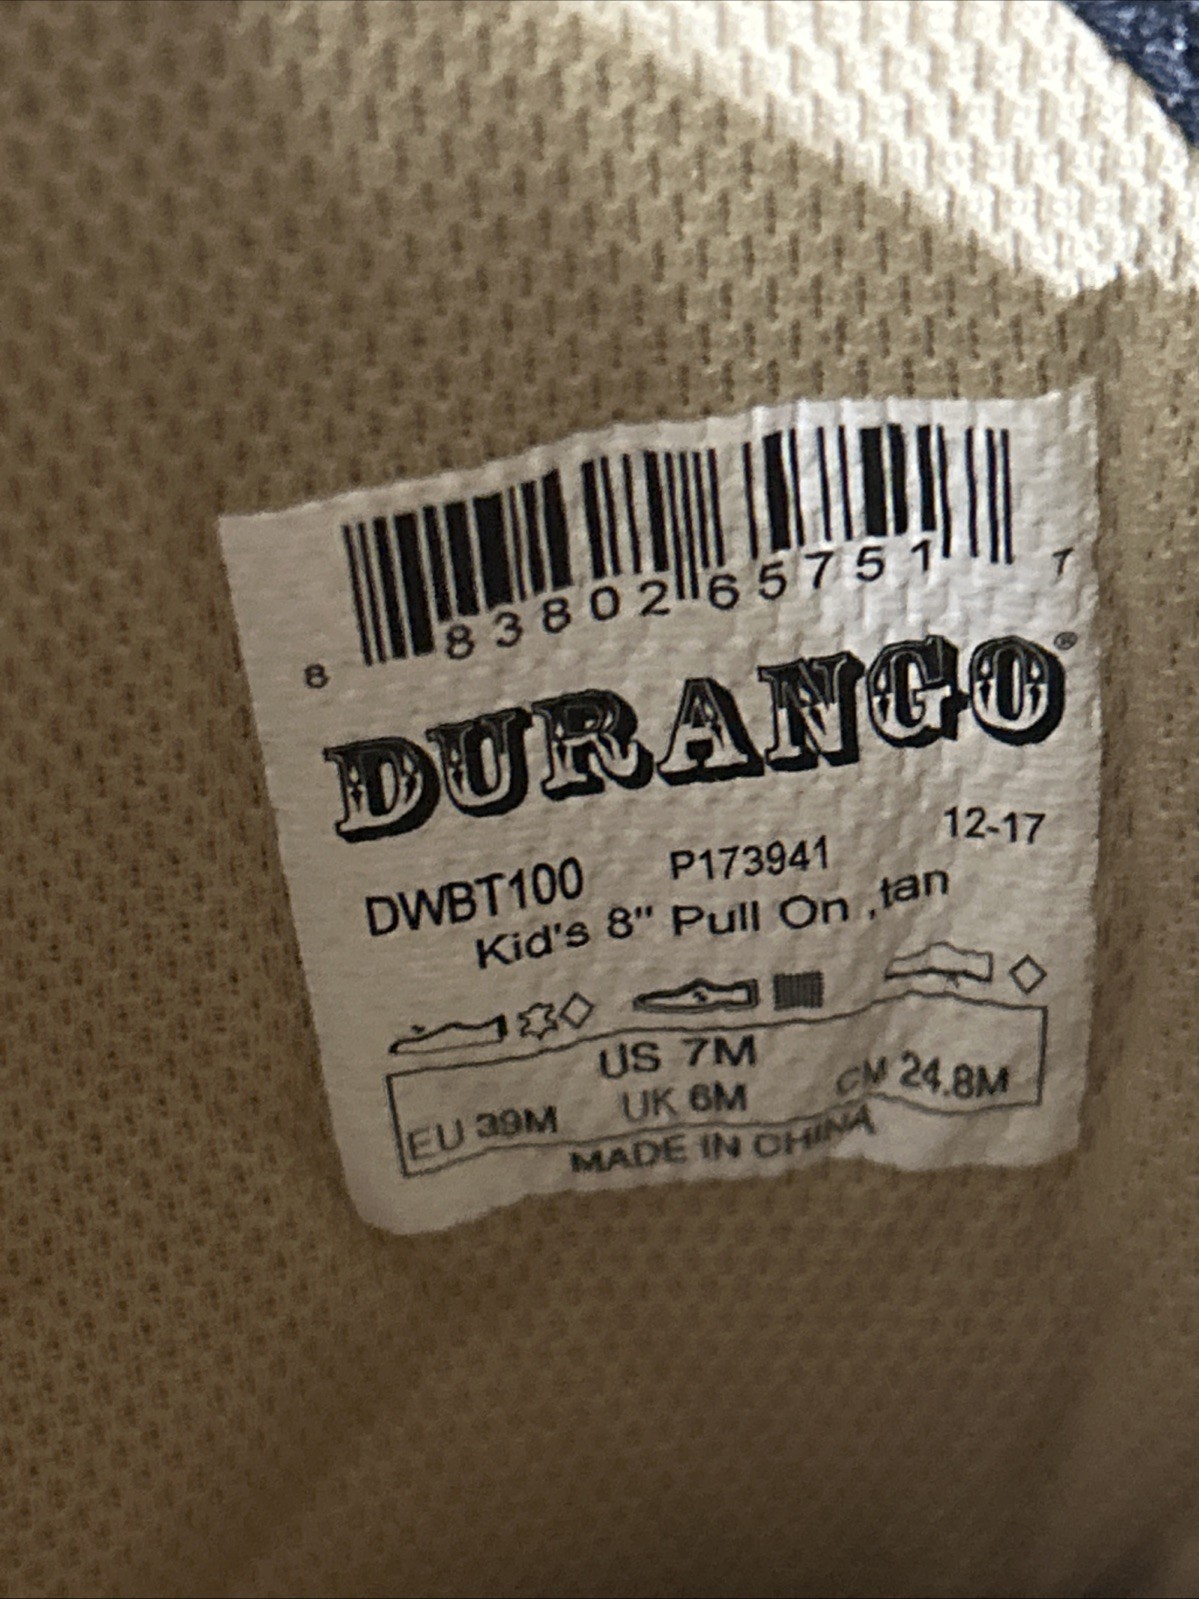 8 83802 65751 7
DURANGO®
DWBT100 P173941 12-17
Kid's 8" Pull On ,tan
US 7M
EU 39M UK 6M CM 24.8M
MADE IN CHINA